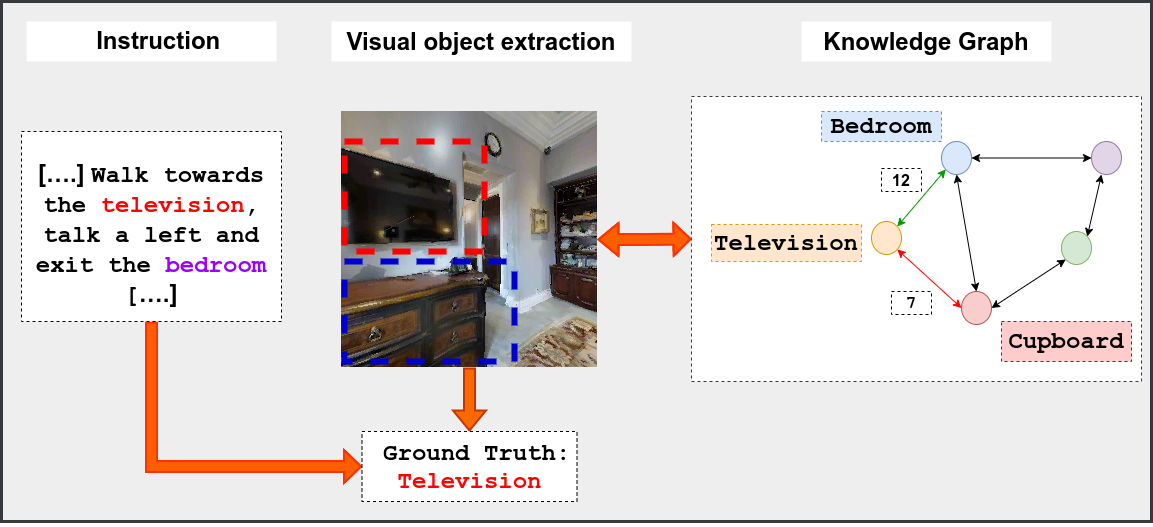 Instruction
Visual object extraction
Knowledge Graph
[....] Walk towards
the television,
talk a left and
exit the bedroom
[....]
Bedroom
12
Television
7
Cupboard
Ground Truth:
Television